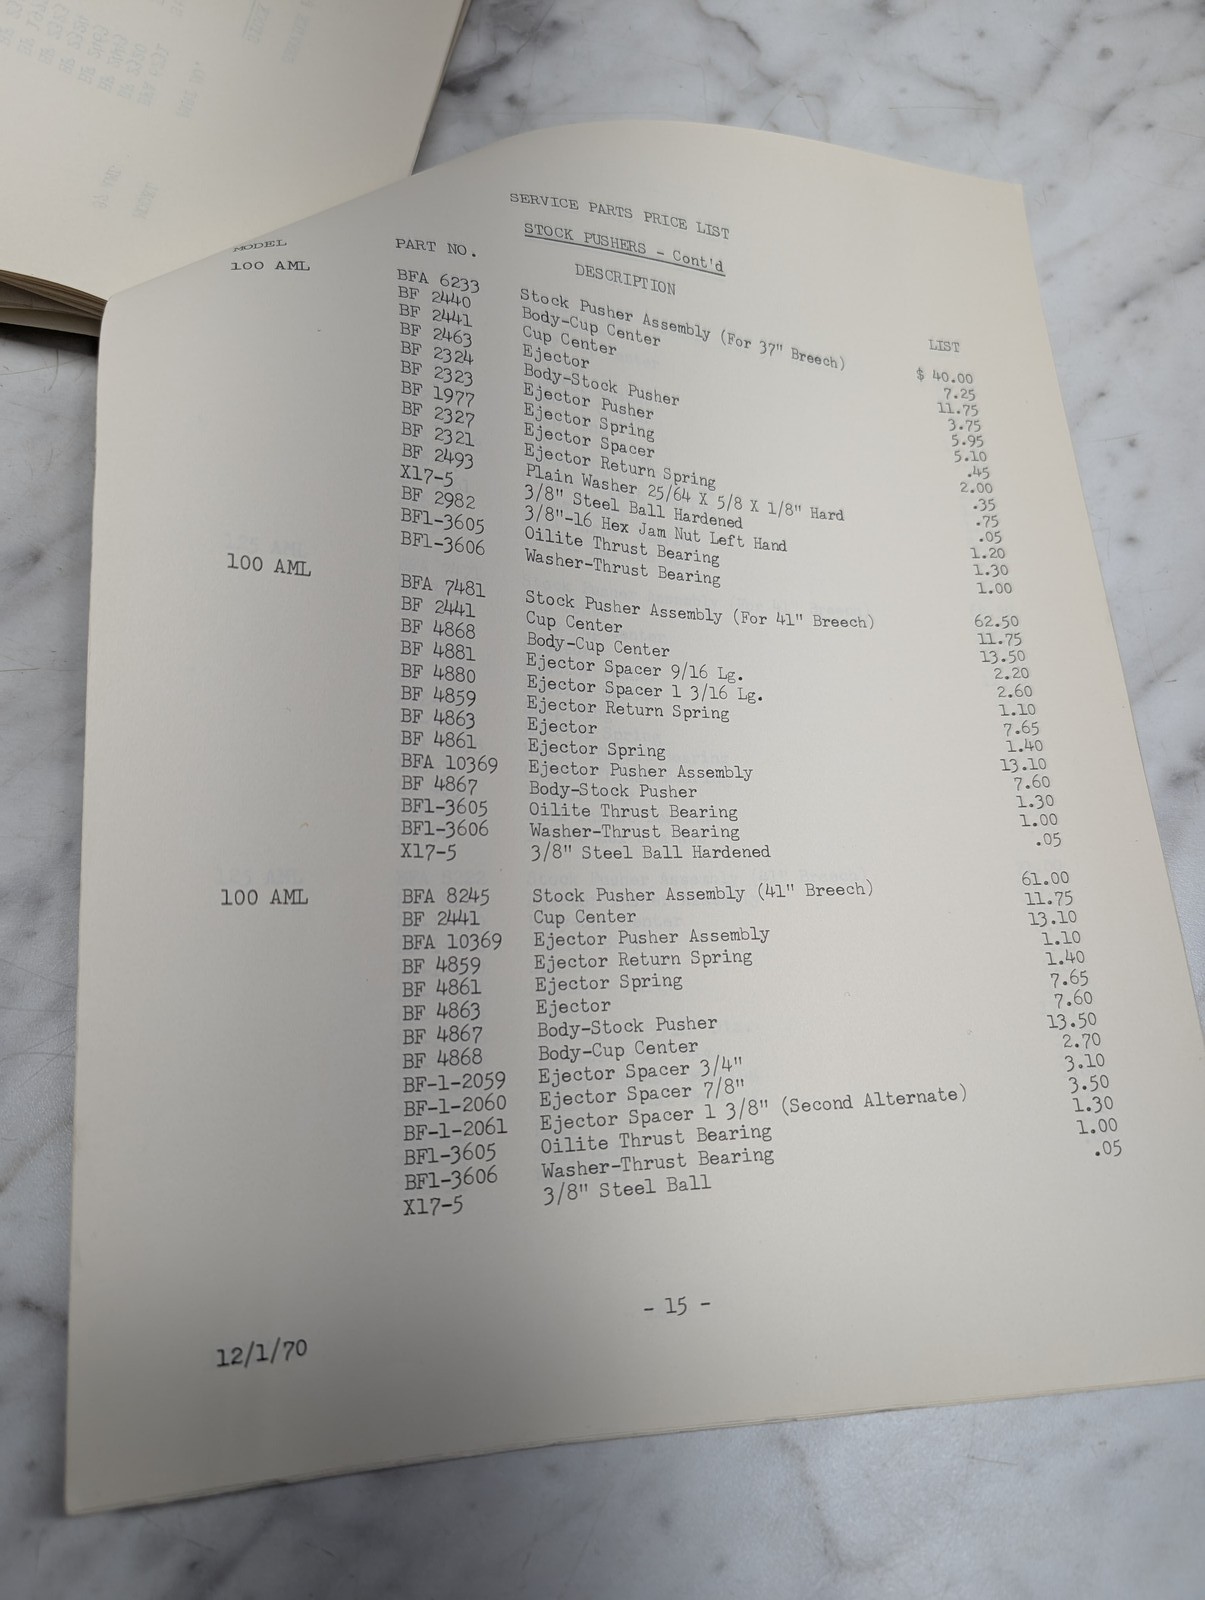 SERVICE PARTS PRICE LIST
STOCK PUSHERS - Cont'd
MODEL PART NO. DESCRIPTION LIST
100 AML BFA 6233 Stock Pusher Assembly (For 37" Breech) $ 40.00
BF 2440 Body-Cup Center 7.25
BF 2441 Cup Center 11.75
BF 2463 Ejector 3.75
BF 2324 Body-Stock Pusher 5.95
BF 2323 Ejector Pusher 5.10
BF 1977 Ejector Spring .45
BF 2327 Ejector Spacer 2.00
BF 2321 Ejector Return Spring .35
BF 2493 Plain Washer 25/64 X 5/8 X 1/8" Hard .75
X17-5 3/8" Steel Ball Hardened .05
BF 2982 3/8"-16 Hex Jam Nut Left Hand 1.20
BF1-3605 Oilite Thrust Bearing 1.30
BF1-3606 Washer-Thrust Bearing 1.00
100 AML BFA 7481 Stock Pusher Assembly (For 41" Breech) 62.50
BF 2441 Cup Center 11.75
BF 4868 Body-Cup Center 13.50
BF 4881 Ejector Spacer 9/16 Lg. 2.20
BF 4880 Ejector Spacer 1 3/16 Lg. 2.60
BF 4859 Ejector Return Spring 1.10
BF 4863 Ejector 7.65
BF 4861 Ejector Spring 1.40
BFA 10369 Ejector Pusher Assembly 13.10
BF 4867 Body-Stock Pusher 7.60
BF1-3605 Oilite Thrust Bearing 1.30
BF1-3606 Washer-Thrust Bearing 1.00
X17-5 3/8" Steel Ball Hardened .05
100 AML BFA 8245 Stock Pusher Assembly (41" Breech) 61.00
BF 2441 Cup Center 11.75
BFA 10369 Ejector Pusher Assembly 13.10
BF 4859 Ejector Return Spring 1.10
BF 4861 Ejector Spring 1.40
BF 4863 Ejector 7.65
BF 4867 Body-Stock Pusher 7.60
BF 4868 Body-Cup Center 13.50
BF-1-2059 Ejector Spacer 3/4" 2.70
BF-1-2060 Ejector Spacer 7/8" 3.10
BF-1-2061 Ejector Spacer 1 3/8" (Second Alternate) 3.50
BF1-3605 Oilite Thrust Bearing 1.30
BF1-3606 Washer-Thrust Bearing 1.00
X17-5 3/8" Steel Ball .05
- 15 -
12/1/70